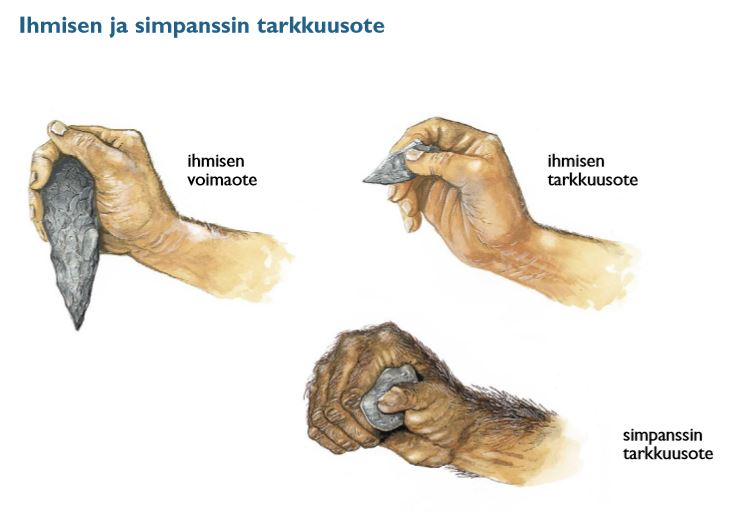 Ihmisen ja simpanssin tarkkuusote
ihmisen
voimaote
ihmisen
tarkkuusote
simpanssin
tarkkuusote